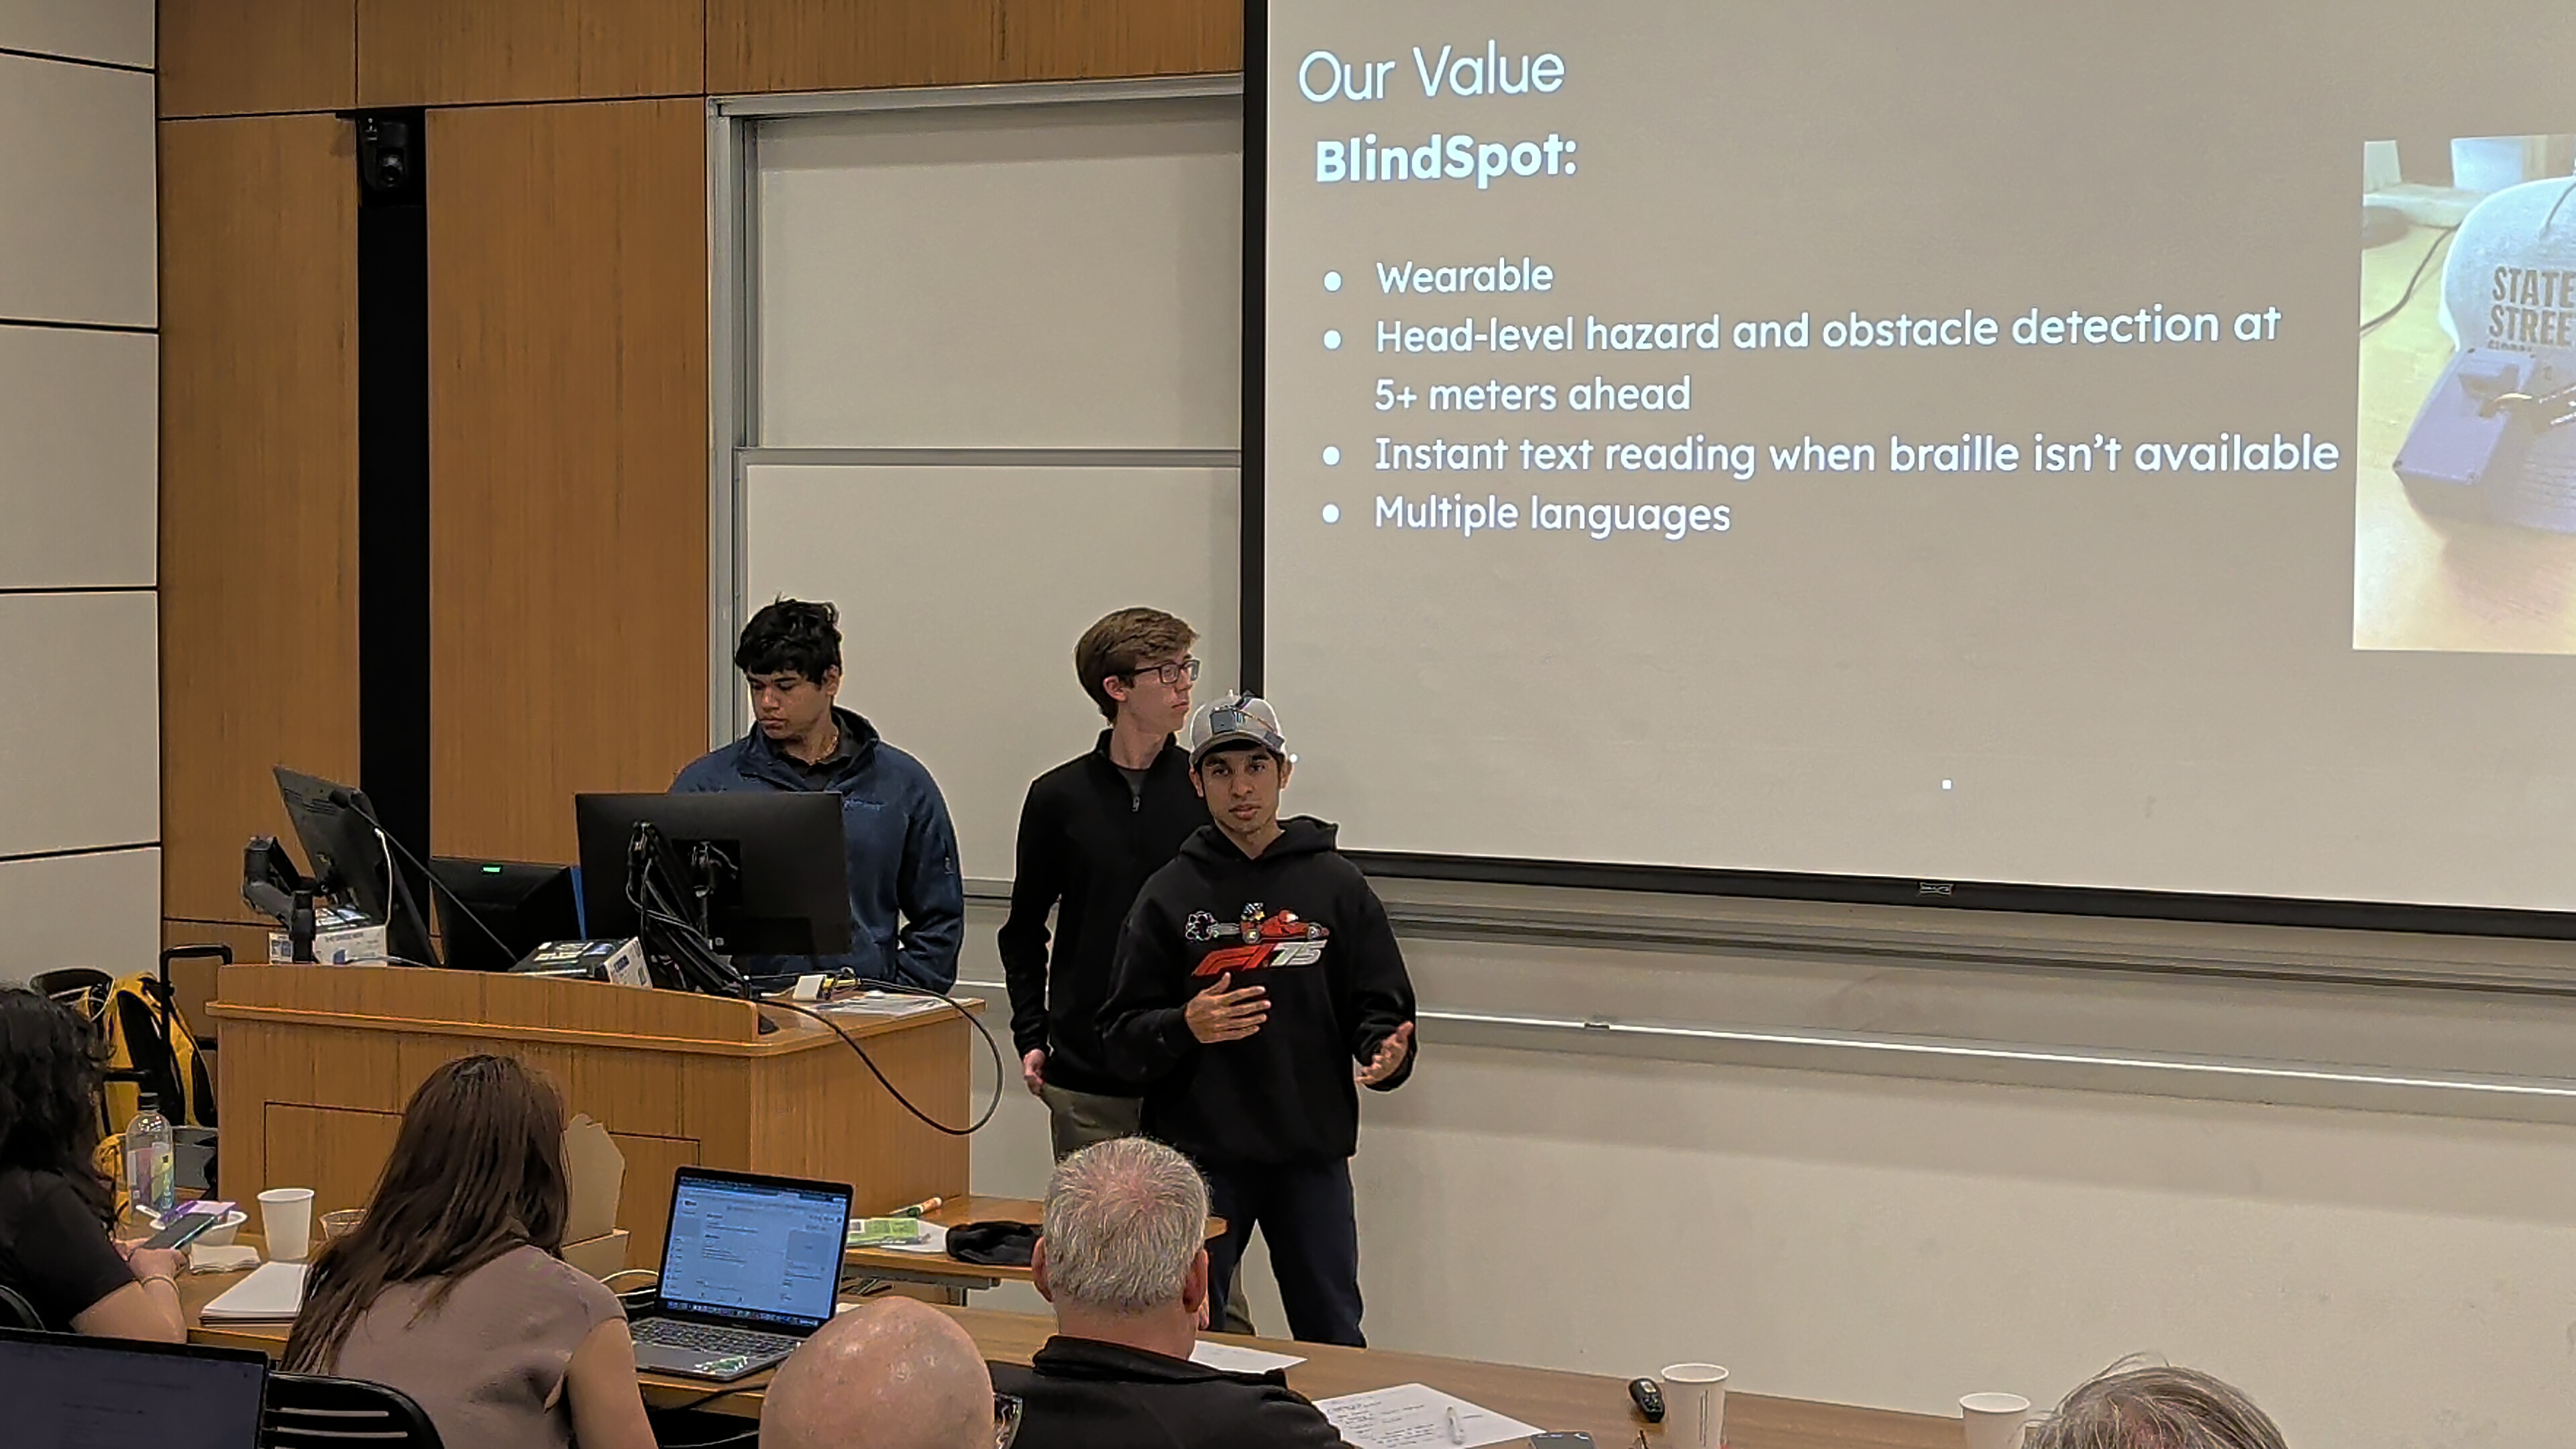 Our Value
BlindSpot:
● Wearable
● Head-level hazard and obstacle detection at
5+ meters ahead
● Instant text reading when braille isn't available
● Multiple languages
STATE
STREE
F1 75